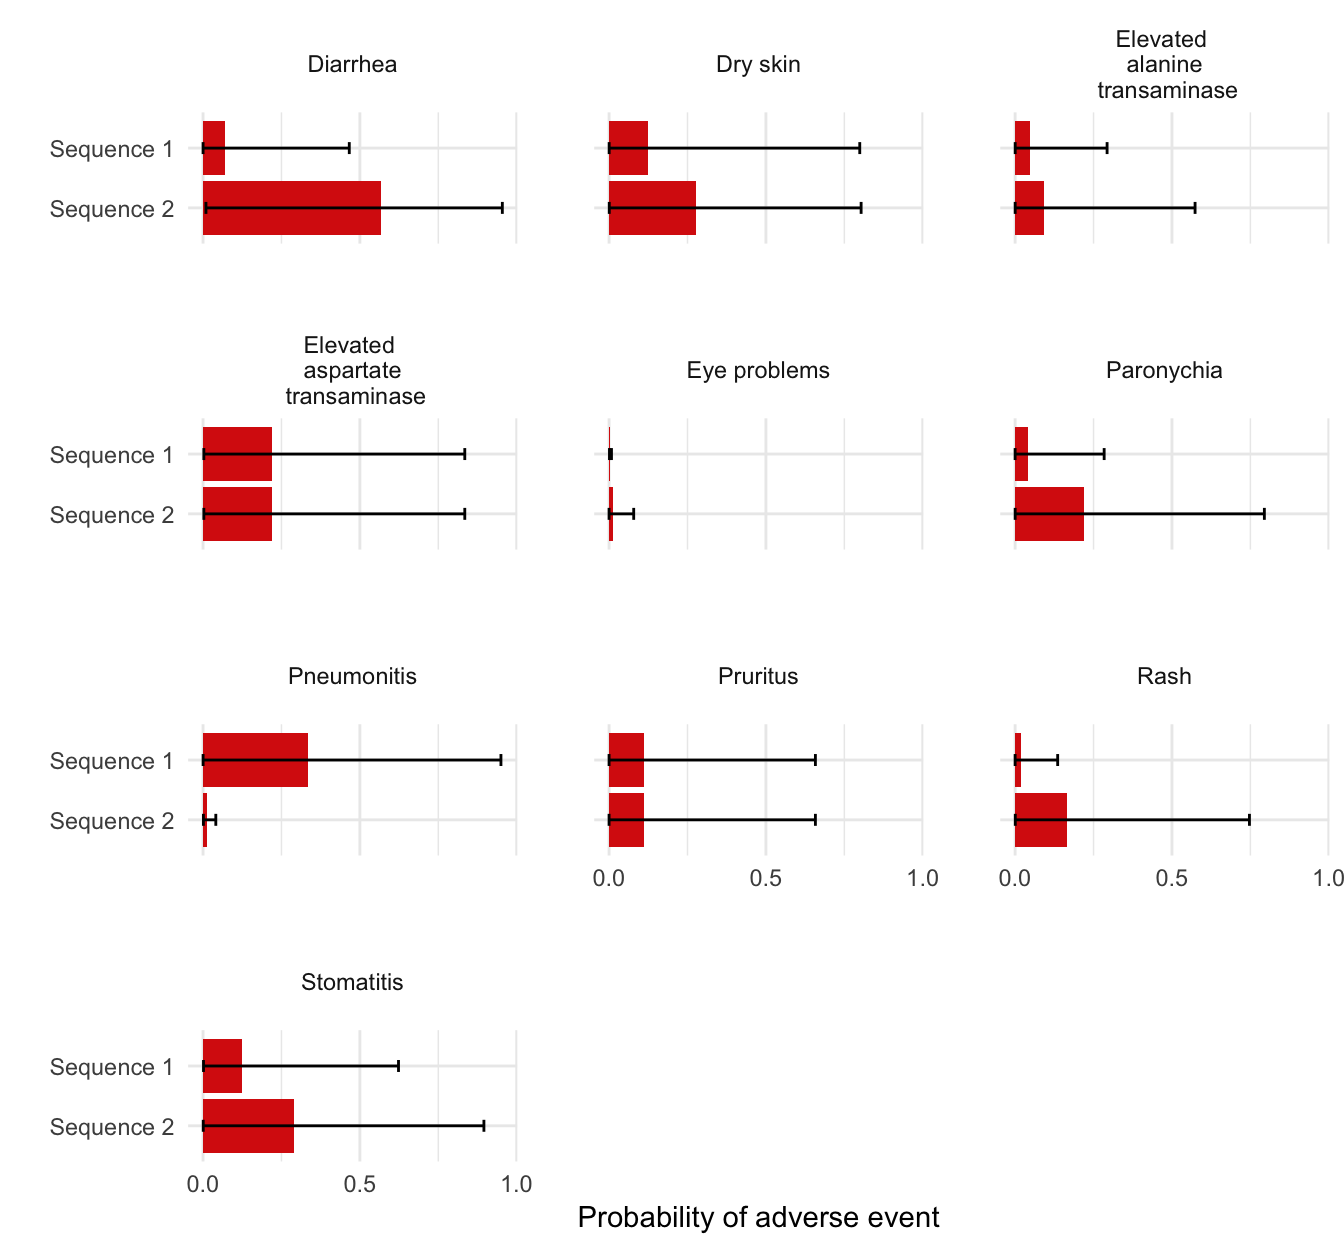 Elevated
Diarrhea Dry skin alanine
transaminase
Sequence 1
Sequence 2
Elevated
aspartate Eye problems Paronychia
transaminase
Sequence 1
Sequence 2
Pneumonitis Pruritus Rash
Sequence 1
Sequence 2
0.0 0.5 1.0 0.0 0.5 1.0
Stomatitis
Sequence 1
Sequence 2
0.0 0.5 1.0
Probability of adverse event